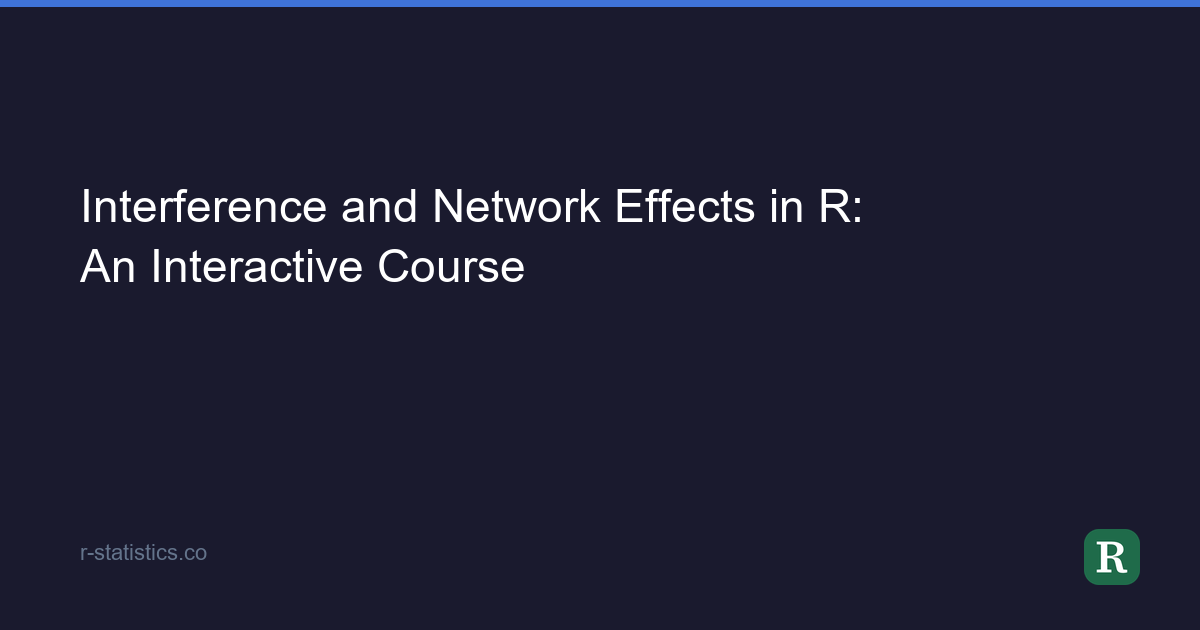 Interference and Network Effects in R:
An Interactive Course
r-statistics.co
R